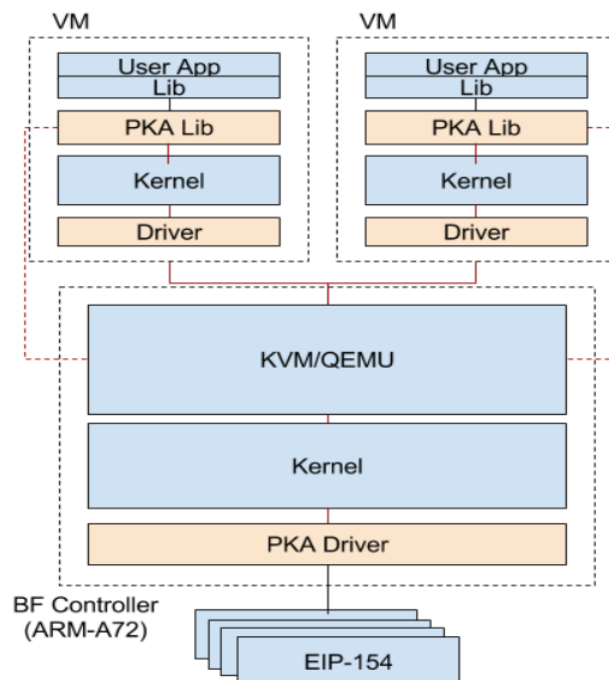 VM
VM
User App
Lib
PKA Lib
Kernel
Driver
User App
Lib
PKA Lib
Kernel
Driver
KVM/QEMU
Kernel
PKA Driver
BF Controller
(ARM-A72)
EIP-154